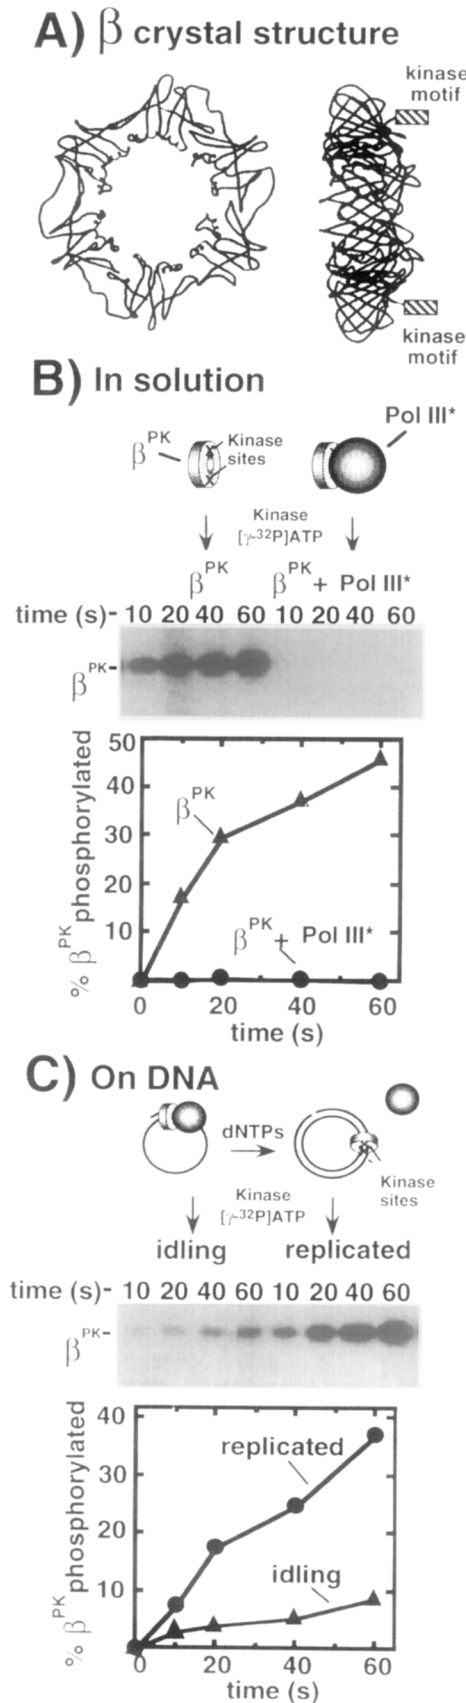 A) β crystal structure
kinase
motif
kinase
motif
B) In solution
Pol III*
β^PK
Kinase
sites
Kinase
[γ-³²P]ATP
β^PK β^PK + Pol III*
time (s)- 10 20 40 60 10 20 40 60
β^PK-
% β^PK phosphorylated
50
40
30
20
10
β^PK
β^PK + Pol III*
0 20 40 60
time (s)
C) On DNA
dNTPs
Kinase
sites
Kinase
[γ-³²P]ATP
idling replicated
time (s)- 10 20 40 60 10 20 40 60
β^PK-
% β^PK phosphorylated
40
30
20
10
replicated
idling
0 20 40 60
time (s)